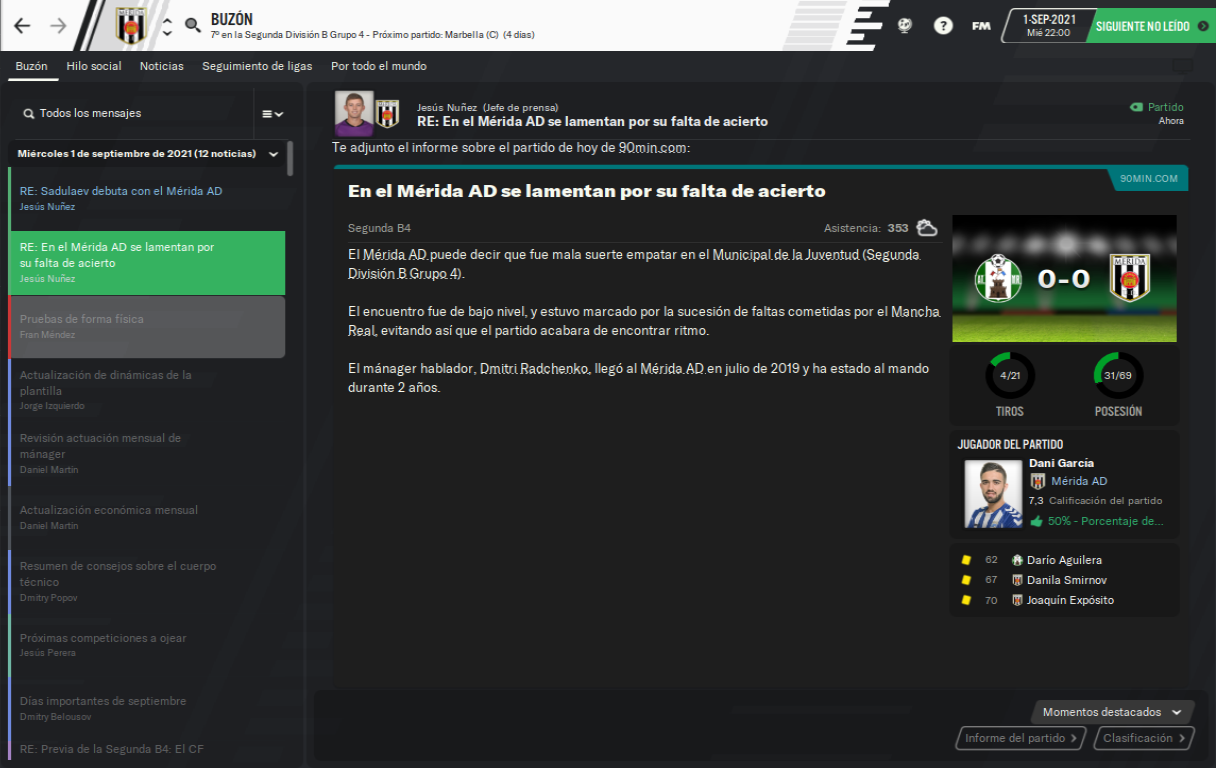 BUZÓN
7º en la Segunda División B Grupo 4 - Próximo partido: Marbella (C) (4 días)
FM
1-SEP-2021
Mié 22:00
SIGUIENTE NO LEÍDO
Buzón Hilo social Noticias Seguimiento de ligas Por todo el mundo
Todos los mensajes
Miércoles 1 de septiembre de 2021 (12 noticias)
RE: Sadulaev debuta con el Mérida AD
Jesús Nuñez
RE: En el Mérida AD se lamentan por
su falta de acierto
Jesús Nuñez
Pruebas de forma física
Fran Méndez
Actualización de dinámicas de la
plantilla
Jorge Izquierdo
Revisión actuación mensual de
mánager
Daniel Martín
Actualización económica mensual
Daniel Martín
Resumen de consejos sobre el cuerpo
técnico
Dmitry Popov
Próximas competiciones a ojear
Jesús Perera
Días importantes de septiembre
Dmitry Belousov
RE: Previa de la Segunda B4: El CF
Jesús Nuñez (Jefe de prensa)
RE: En el Mérida AD se lamentan por su falta de acierto
Partido
Ahora
Te adjunto el informe sobre el partido de hoy de 90min.com:
90MIN.COM
En el Mérida AD se lamentan por su falta de acierto
Segunda B4
Asistencia: 353
El Mérida AD puede decir que fue mala suerte empatar en el Municipal de la Juventud (Segunda
División B Grupo 4).
El encuentro fue de bajo nivel, y estuvo marcado por la sucesión de faltas cometidas por el Mancha
Real, evitando así que el partido acabara de encontrar ritmo.
El mánager hablador, Dmitri Radchenko, llegó al Mérida AD en julio de 2019 y ha estado al mando
durante 2 años.
0-0
MÉRIDA
4/21
31/69
TIROS
POSESIÓN
JUGADOR DEL PARTIDO
Dani García
Mérida AD
7,3 Calificación del partido
50% - Porcentaje de...
62 Darío Aguilera
67 Danila Smirnov
70 Joaquín Expósito
Momentos destacados
Informe del partido
Clasificación